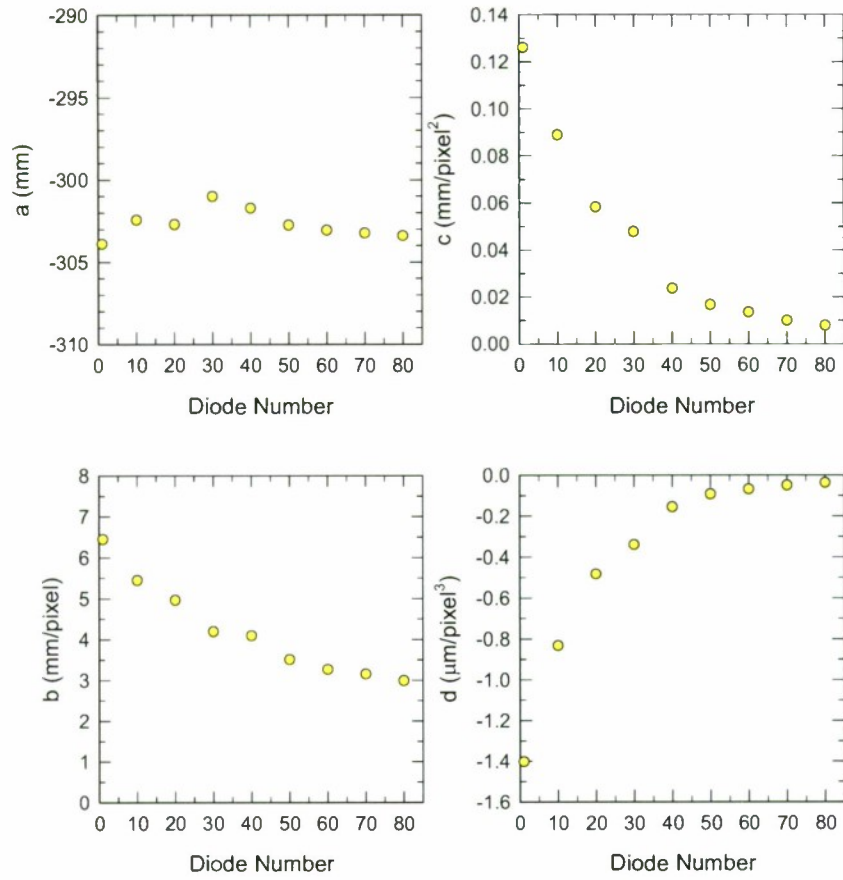 -290
-295
-300
-305
-310
a (mm)
0 10 20 30 40 50 60 70 80
Diode Number
0.14
0.12
0.10
0.08
0.06
0.04
0.02
0.00
c (mm/pixel²)
0 10 20 30 40 50 60 70 80
Diode Number
8
7
6
5
4
3
2
1
0
b (mm/pixel)
0 10 20 30 40 50 60 70 80
Diode Number
0.0
-0.2
-0.4
-0.6
-0.8
-1.0
-1.2
-1.4
-1.6
d (μm/pixel³)
0 10 20 30 40 50 60 70 80
Diode Number